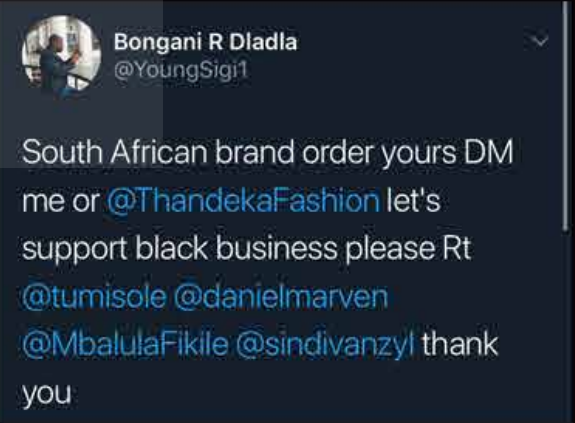 Bongani R Dladla
@YoungSigi1
South African brand order yours DM
me or @ThandekaFashion let's
support black business please Rt
@tumisole @danielmarven
@MbalulaFikile @sindivanzyl thank
you